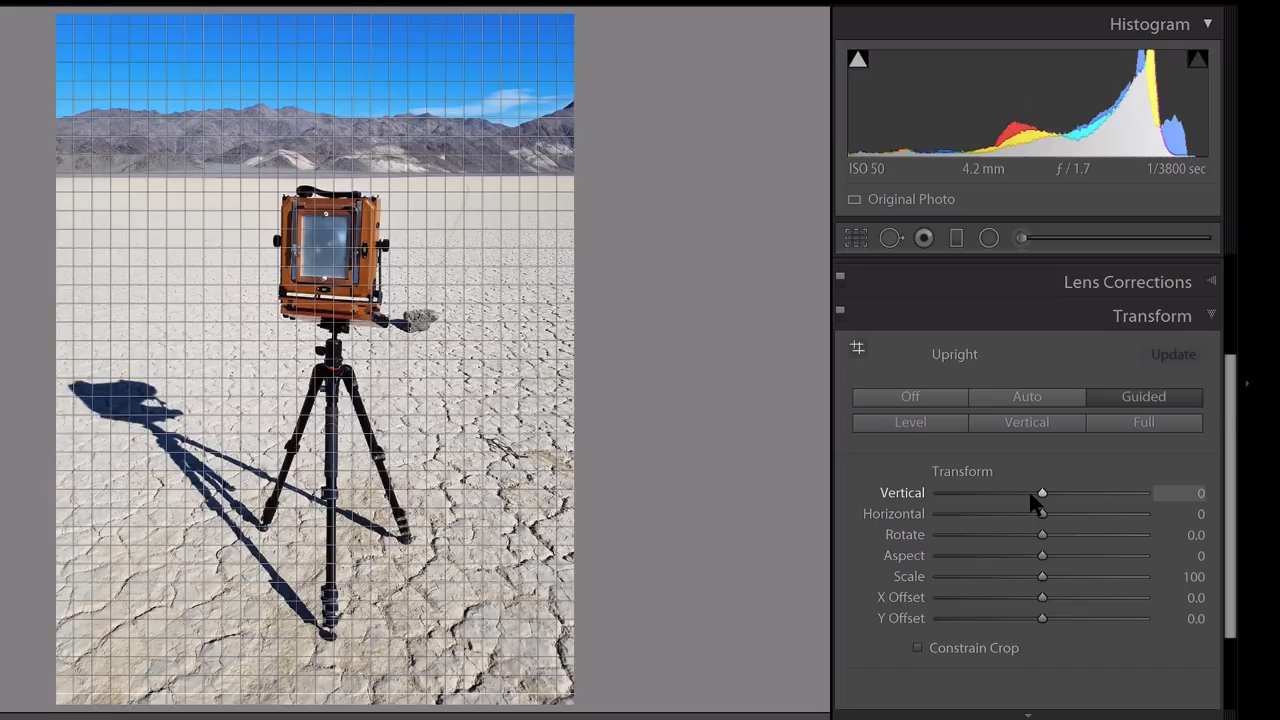 Histogram
ISO 50 4.2 mm ƒ / 1.7 1/3800 sec
Original Photo
Lens Corrections
Transform
Upright Update
Off Auto Guided
Level Vertical Full
Transform
Vertical 0
Horizontal 0
Rotate 0.0
Aspect 0
Scale 100
X Offset 0.0
Y Offset 0.0
Constrain Crop